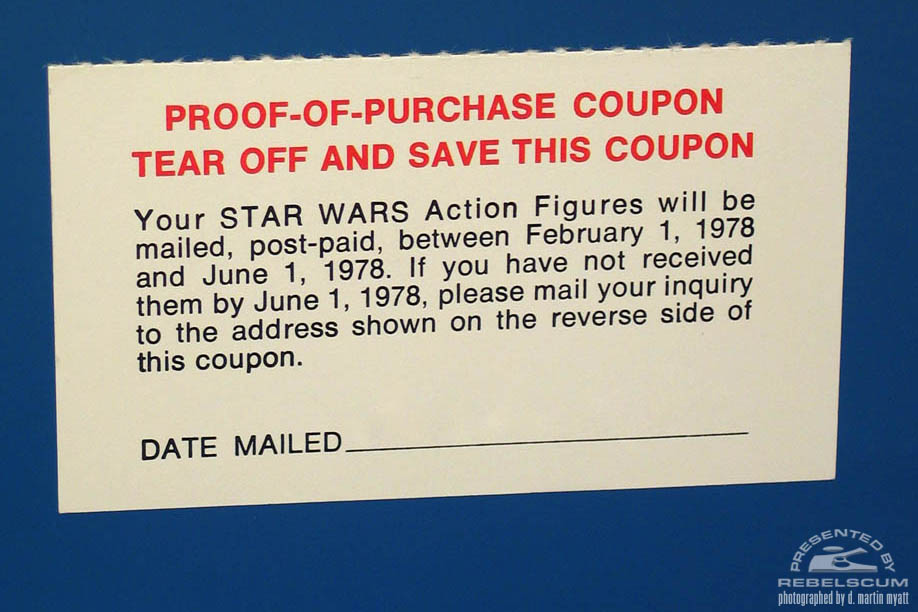 PROOF-OF-PURCHASE COUPON
TEAR OFF AND SAVE THIS COUPON
Your STAR WARS Action Figures will be
mailed, post-paid, between February 1, 1978
and June 1, 1978. If you have not received
them by June 1, 1978, please mail your inquiry
to the address shown on the reverse side of
this coupon.
DATE MAILED
PRESENTED BY
REBELSCUM
photographed by d. martin myatt